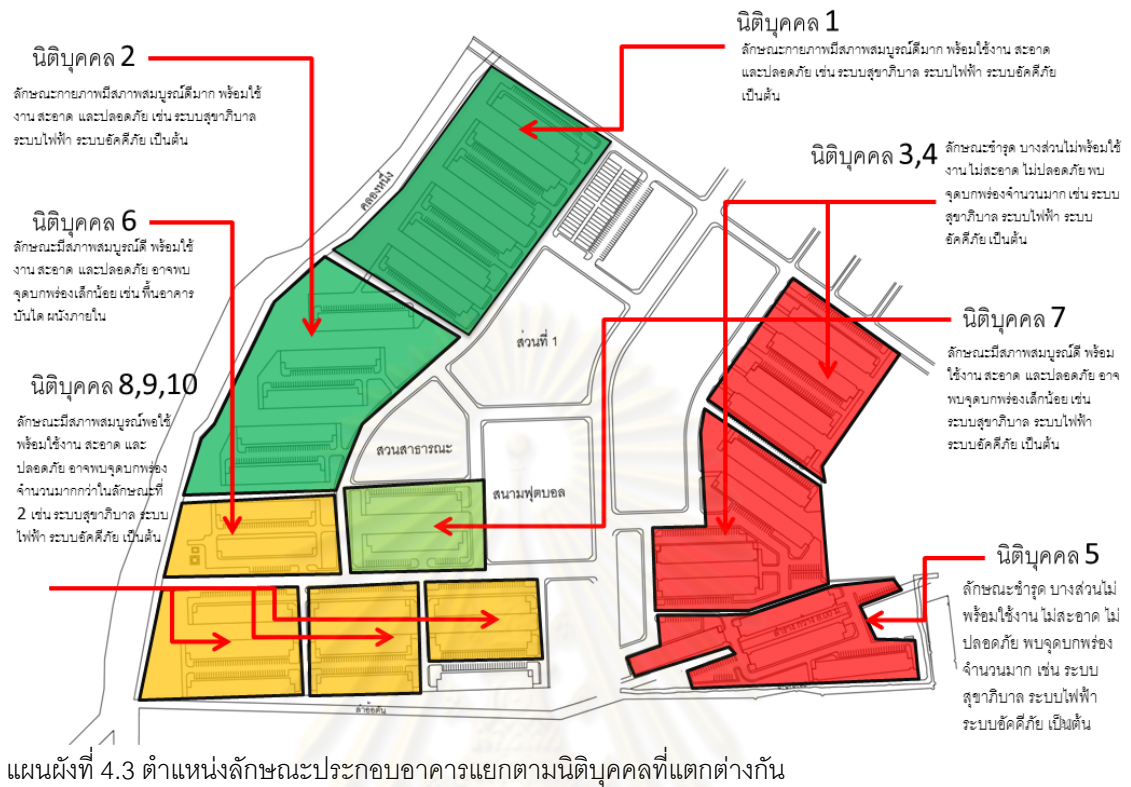 นิติบุคคล 1
ลักษณะกายภาพมีสภาพสมบูรณ์ดีมาก พร้อมใช้งาน สะอาด
และปลอดภัย เช่น ระบบสุขาภิบาล ระบบไฟฟ้า ระบบอัคคีภัย
เป็นต้น
นิติบุคคล 2
ลักษณะกายภาพมีสภาพสมบูรณ์ดีมาก พร้อมใช้
งาน สะอาด และปลอดภัย เช่น ระบบสุขาภิบาล
ระบบไฟฟ้า ระบบอัคคีภัย เป็นต้น
นิติบุคคล 3,4
ลักษณะชำรุด บางส่วนไม่พร้อมใช้
งาน ไม่สะอาด ไม่ปลอดภัย พบ
จุดบกพร่องจำนวนมาก เช่น ระบบ
สุขาภิบาล ระบบไฟฟ้า ระบบ
อัคคีภัย เป็นต้น
คลองหนึ่ง
นิติบุคคล 6
ลักษณะมีสภาพสมบูรณ์ดี พร้อมใช้
งาน สะอาด และปลอดภัย อาจพบ
จุดบกพร่องเล็กน้อย เช่น พื้นอาคาร
บันได ผนังภายใน
นิติบุคคล 7
ลักษณะมีสภาพสมบูรณ์ดี พร้อม
ใช้งาน สะอาด และปลอดภัย อาจ
พบจุดบกพร่องเล็กน้อย เช่น
ระบบสุขาภิบาล ระบบไฟฟ้า
ระบบอัคคีภัย เป็นต้น
ส่วนที่ 1
นิติบุคคล 8,9,10
ลักษณะมีสภาพสมบูรณ์พอใช้
พร้อมใช้งาน สะอาด และ
ปลอดภัย อาจพบจุดบกพร่อง
จำนวนมากกว่าในลักษณะที่
2 เช่น ระบบสุขาภิบาล ระบบ
ไฟฟ้า ระบบอัคคีภัย เป็นต้น
สวนสาธารณะ
สนามฟุตบอล
นิติบุคคล 5
ลักษณะชำรุด บางส่วนไม่
พร้อมใช้งาน ไม่สะอาด ไม่
ปลอดภัย พบจุดบกพร่อง
จำนวนมาก เช่น ระบบ
สุขาภิบาล ระบบไฟฟ้า
ระบบอัคคีภัย เป็นต้น
แผนผังที่ 4.3 ตำแหน่งลักษณะประกอบอาคารแยกตามนิติบุคคลที่แตกต่างกัน